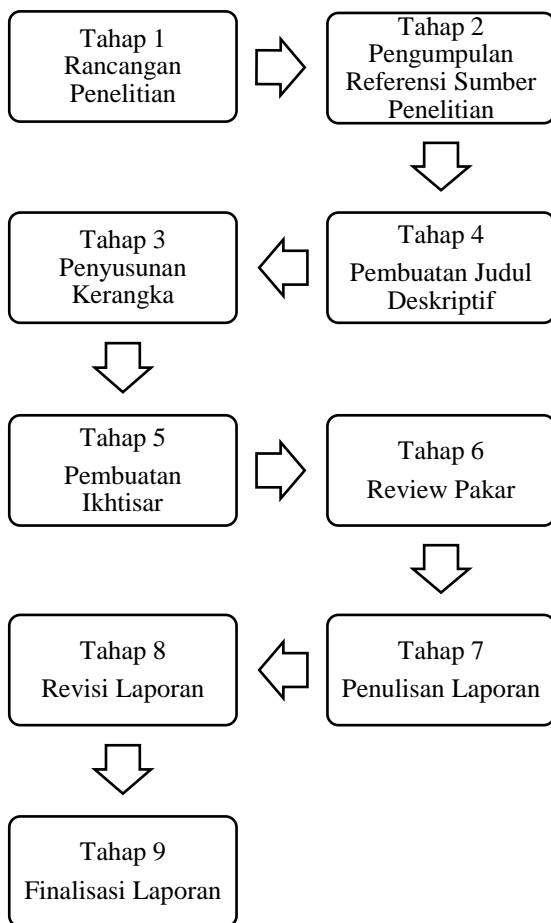 Tahap 1
Rancangan
Penelitian
Tahap 2
Pengumpulan
Referensi Sumber
Penelitian
Tahap 3
Penyusunan
Kerangka
Tahap 4
Pembuatan Judul
Deskriptif
Tahap 5
Pembuatan
Ikhtisar
Tahap 6
Review Pakar
Tahap 8
Revisi Laporan
Tahap 7
Penulisan Laporan
Tahap 9
Finalisasi Laporan